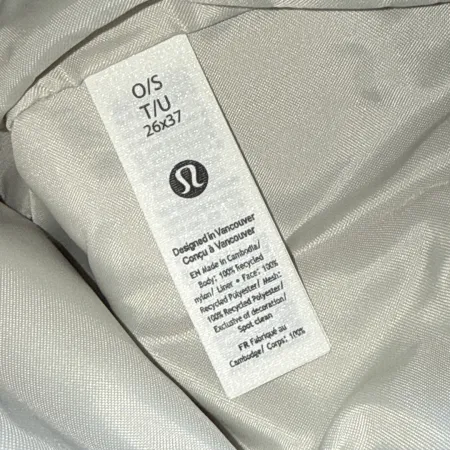 O/S
T/U
26x37
Designed in Vancouver
Conçu à Vancouver
EN Made in Cambodia/
Body: 100% Recycled
nylon/ Liner • Face: 100%
Recycled Polyester/ Mesh:
100% Recycled Polyester/
Exclusive of decoration/
Spot clean
FR Fabriqué au
Cambodge/ Corps: 100%